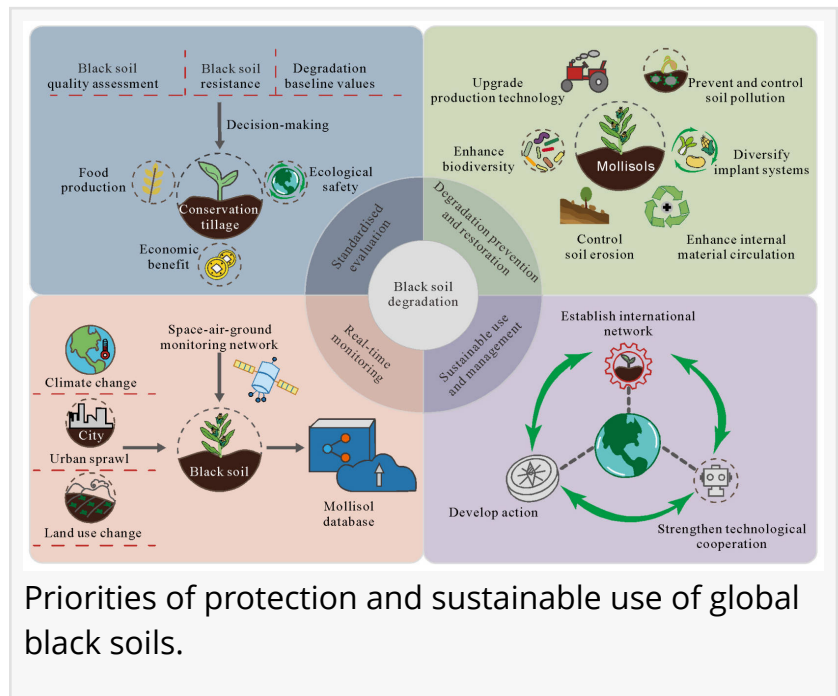 Black soil
quality assessment
Black soil
resistance
Degradation
baseline values
Decision-making
Food
production
Ecological
safety
Conservation
tillage
Economic
benefit
Standardised
evaluation
Upgrade
production technology
Prevent and control
soil pollution
Enhance
biodiversity
Mollisols
Diversify
implant systems
Control
soil erosion
Enhance internal
material circulation
Degradation prevention
and restoration
Black soil
degradation
Real-time
monitoring
Space-air-ground
monitoring network
Climate change
City
Urban sprawl
Land use change
Black soil
Mollisol
database
Sustainable use
and management
Establish international
network
Develop action
Strengthen technological
cooperation
Priorities of protection and sustainable use of global
black soils.